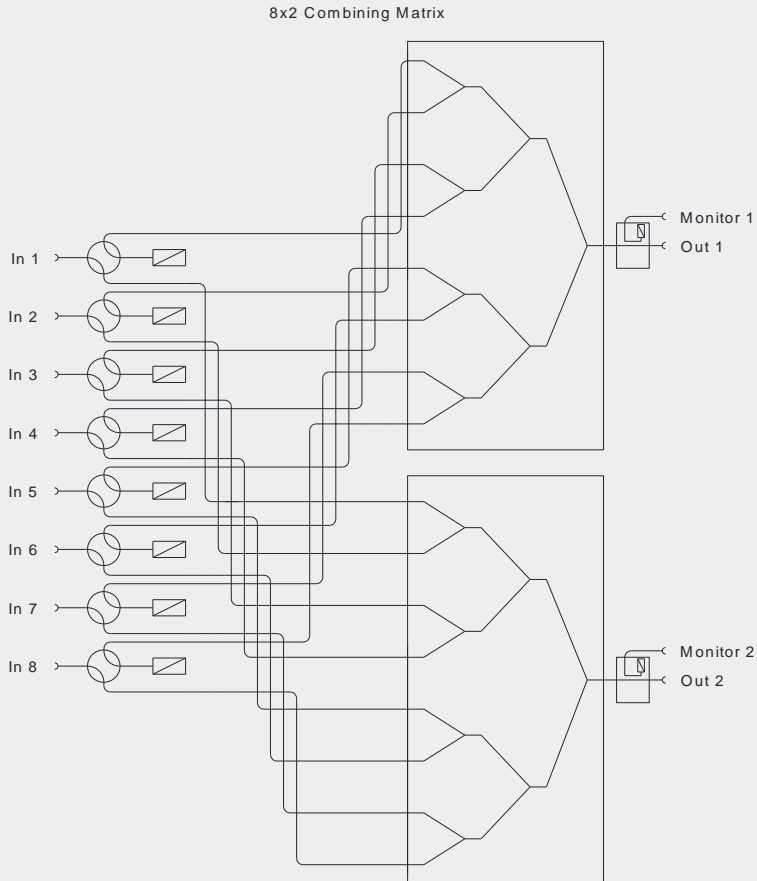 8x2 Combining Matrix
Monitor 1
Out 1
In 1
In 2
In 3
In 4
In 5
In 6
In 7
In 8
Monitor 2
Out 2